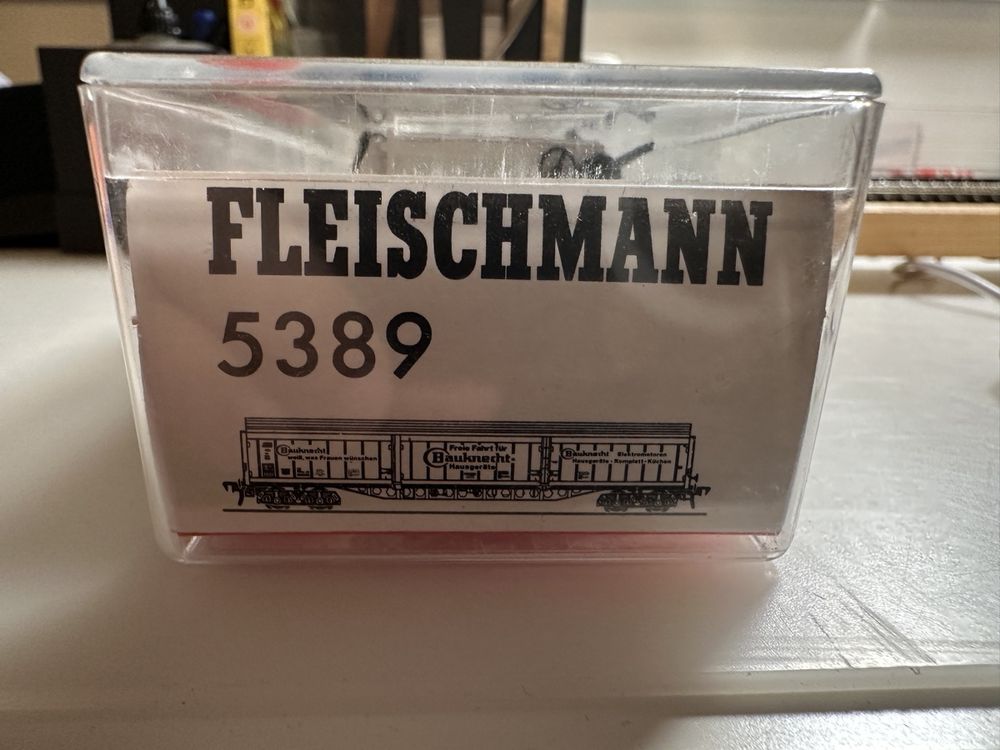 FLEISCHMANN
5389
Bauknecht
weiß, was Frauen wünschen
Freie Fahrt für
Bauknecht-
Hausgeräte
Bauknecht Elektromotoren
Hausgeräte · Komplett-Küchen